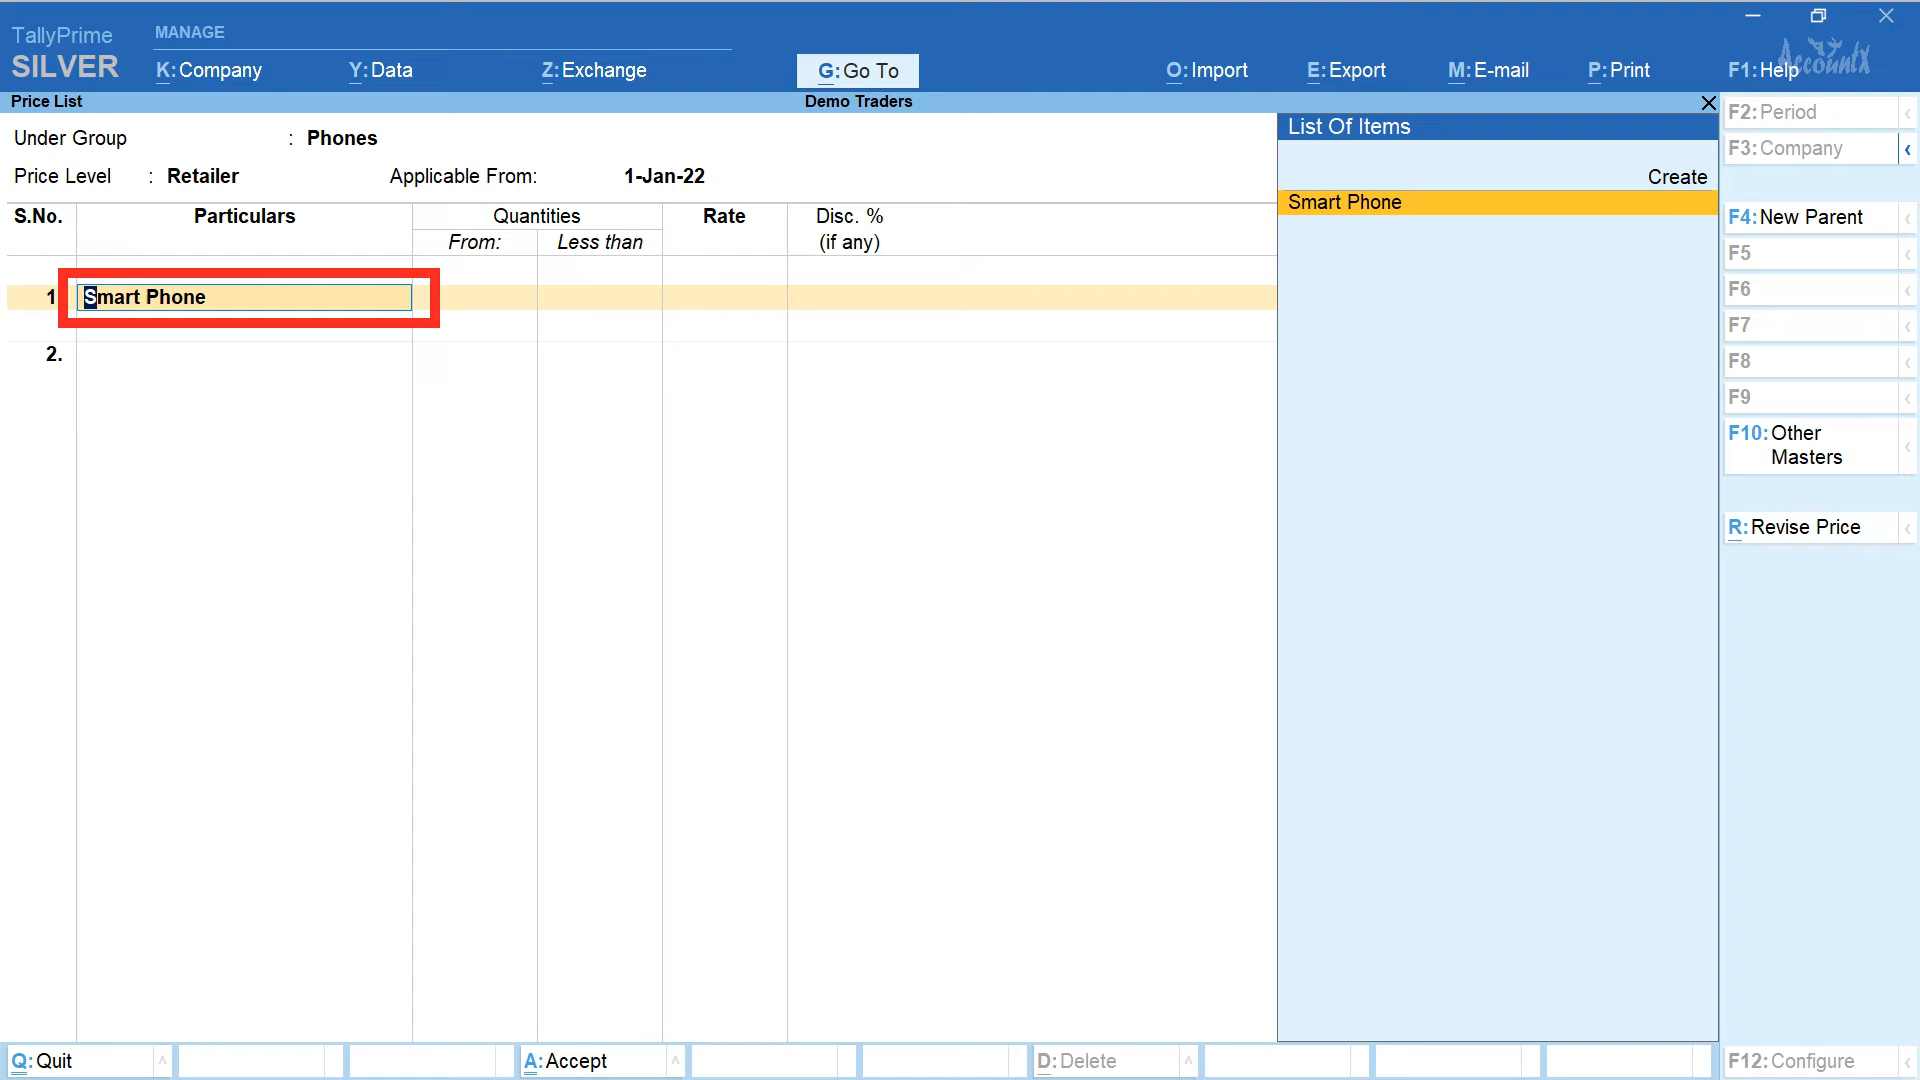 TallyPrime
SILVER
MANAGE
K:Company
Y:Data
Z:Exchange
G:Go To
O:Import
E:Export
M:E-mail
P:Print
F1:Help
AccountX
Price List
Demo Traders
Under Group : Phones
Price Level : Retailer Applicable From: 1-Jan-22
S.No. Particulars Quantities Rate Disc. %
From: Less than (if any)
1 Smart Phone
2.
List Of Items
Create
Smart Phone
F2:Period
F3:Company
F4:New Parent
F5
F6
F7
F8
F9
F10:Other
Masters
R:Revise Price
Q:Quit
A:Accept
D:Delete
F12:Configure